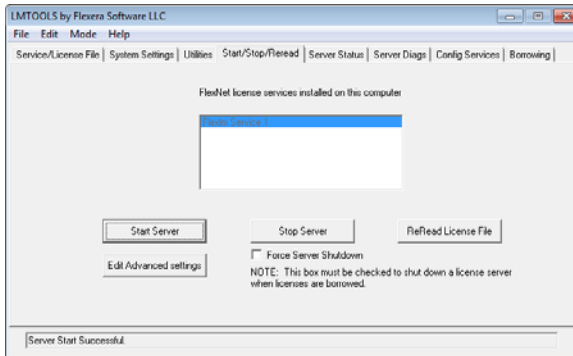 LMTOOLS by Flexera Software LLC
File Edit Mode Help
Service/License File System Settings Utilities Start/Stop/Reread Server Status Server Diags Config Services Borrowing
FlexNet license services installed on this computer
Flexlm Service 1
Start Server Stop Server ReRead License File
Edit Advanced settings
Force Server Shutdown
NOTE: This box must be checked to shut down a license server
when licenses are borrowed.
Server Start Successful.